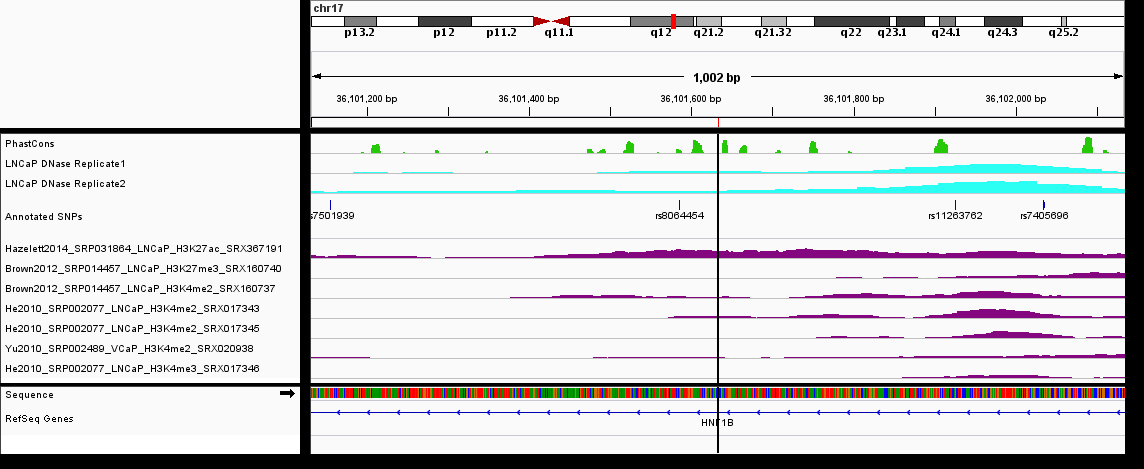 chr17
p13.2 p12 p11.2 q11.1 q12 q21.2 q21.32 q22 q23.1 q24.1 q24.3 q25.2
1,002 bp
36,101,200 bp 36,101,400 bp 36,101,600 bp 36,101,800 bp 36,102,000 bp
PhastCons
LNCaP DNase Replicate1
LNCaP DNase Replicate2
Annotated SNPs
s7501939 rs8064454 rs11263762 rs7405696
Hazelett2014_SRP031864_LNCaP_H3K27ac_SRX367191
Brown2012_SRP014457_LNCaP_H3K27me3_SRX160740
Brown2012_SRP014457_LNCaP_H3K4me2_SRX160737
He2010_SRP002077_LNCaP_H3K4me2_SRX017343
He2010_SRP002077_LNCaP_H3K4me2_SRX017345
Yu2010_SRP002489_VCaP_H3K4me2_SRX020938
He2010_SRP002077_LNCaP_H3K4me3_SRX017346
Sequence
RefSeq Genes
HNF1B